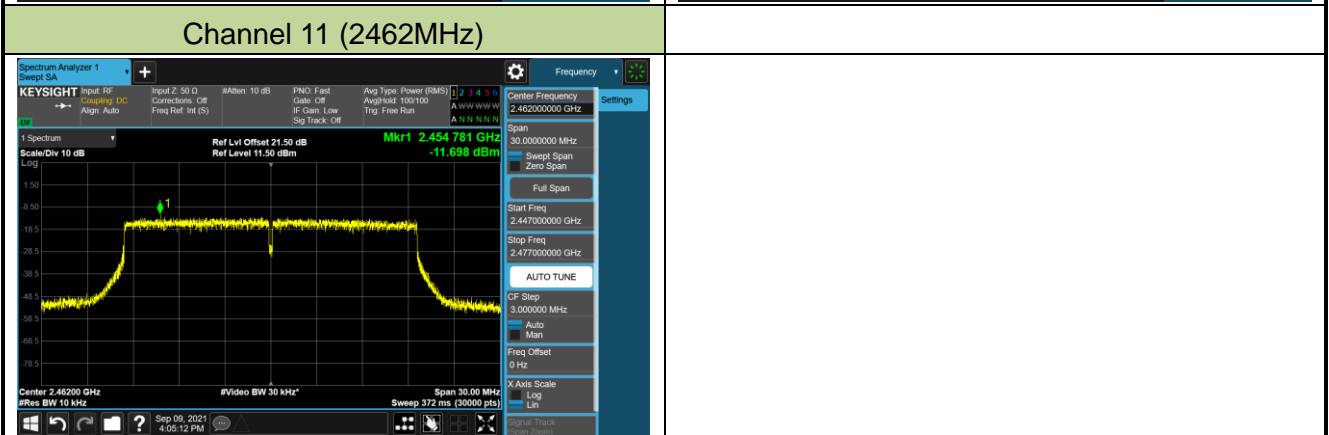 Channel 11 (2462MHz)
Spectrum Analyzer 1
Swept SA
+
Frequency
KEYSIGHT
Input: RF
Coupling: DC
Align: Auto
Input Z: 50 Ω
Corrections: Off
Freq Ref: Int (S)
#Atten: 10 dB
PNO: Fast
Gate: Off
IF Gain: Low
Sig Track: Off
Avg Type: Power (RMS)
Avg|Hold: 100/100
Trig: Free Run
1 2 3 4 5 6
A W W W W W
A N N N N N
Center Frequency
2.462000000 GHz
Settings
1 Spectrum
Scale/Div 10 dB
Log
Ref Lvl Offset 21.50 dB
Ref Level 11.50 dBm
Mkr1 2.454 781 GHz
-11.698 dBm
Span
30.0000000 MHz
Swept Span
Zero Span
Full Span
Start Freq
2.447000000 GHz
Stop Freq
2.477000000 GHz
AUTO TUNE
CF Step
3.000000 MHz
Auto
Man
Freq Offset
0 Hz
X Axis Scale
Log
Lin
Signal Track
(Span Zoom)
1.50
-8.50
-18.5
-28.5
-38.5
-48.5
-58.5
-68.5
-78.5
1
Center 2.46200 GHz
#Res BW 10 kHz
#Video BW 30 kHz*
Span 30.00 MHz
Sweep 372 ms (30000 pts)
?
Sep 09, 2021
4:05:12 PM